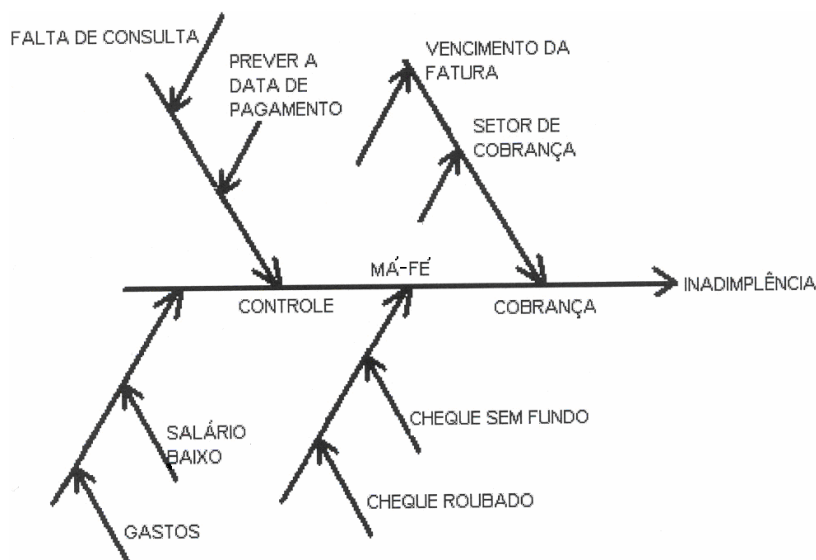 FALTA DE CONSULTA
PREVER A
DATA DE
PAGAMENTO
VENCIMENTO DA
FATURA
SETOR DE
COBRANÇA
MÁ-FÉ
CONTROLE
COBRANÇA
INADIMPLÊNCIA
SALÁRIO
BAIXO
GASTOS
CHEQUE SEM FUNDO
CHEQUE ROUBADO